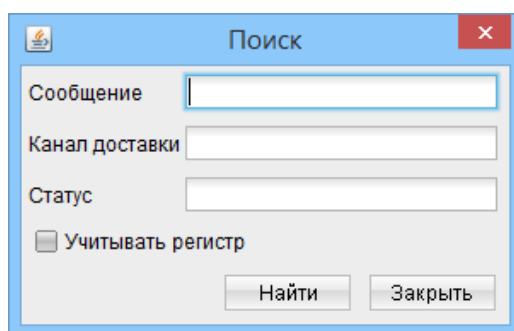 Поиск
Сообщение
Канал доставки
Статус
Учитывать регистр
Найти Закрыть